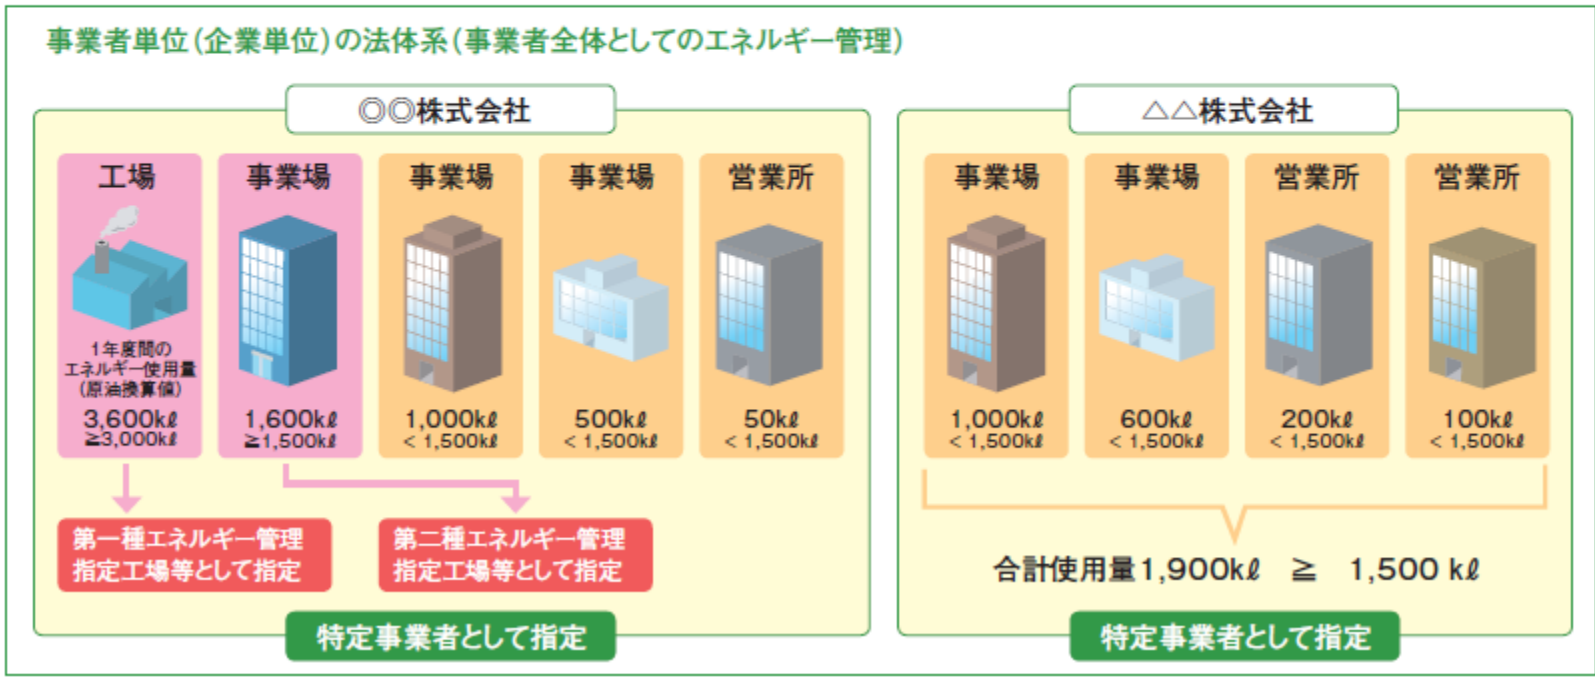 事業者単位(企業単位)の法体系(事業者全体としてのエネルギー管理)
◎◎株式会社
工場
事業場
事業場
事業場
営業所
1年度間の
エネルギー使用量
(原油換算値)
3,600kℓ
≧3,000kℓ
1,600kℓ
≧1,500kℓ
1,000kℓ
< 1,500kℓ
500kℓ
< 1,500kℓ
50kℓ
< 1,500kℓ
第一種エネルギー管理
指定工場等として指定
第二種エネルギー管理
指定工場等として指定
特定事業者として指定
△△株式会社
事業場
事業場
営業所
営業所
1,000kℓ
< 1,500kℓ
600kℓ
< 1,500kℓ
200kℓ
< 1,500kℓ
100kℓ
< 1,500kℓ
合計使用量1,900kℓ ≧ 1,500 kℓ
特定事業者として指定